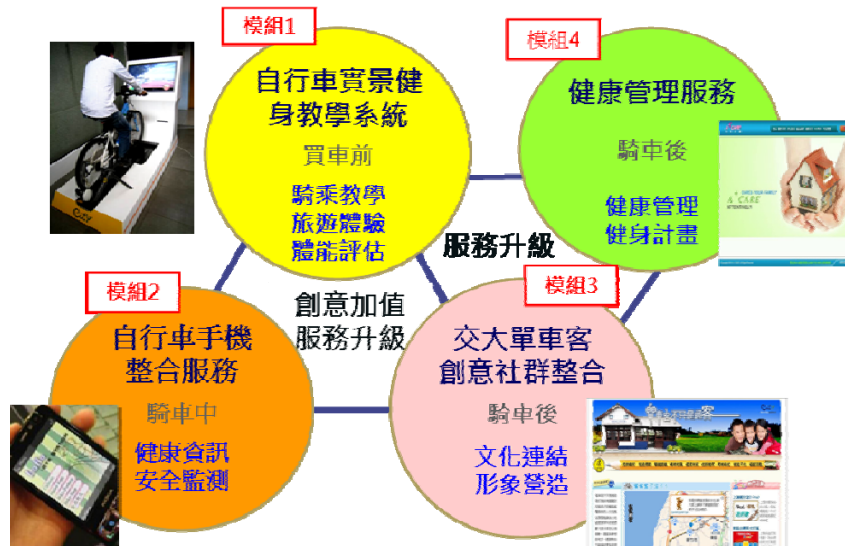 模組1
自行車實景健
身教學系統
買車前
騎乘教學
旅遊體驗
體能評估
模組4
健康管理服務
騎車後
健康管理
健身計畫
服務升級
創意加值
服務升級
模組2
自行車手機
整合服務
騎車中
健康資訊
安全監測
模組3
交大單車客
創意社群整合
騎車後
文化連結
形象營造